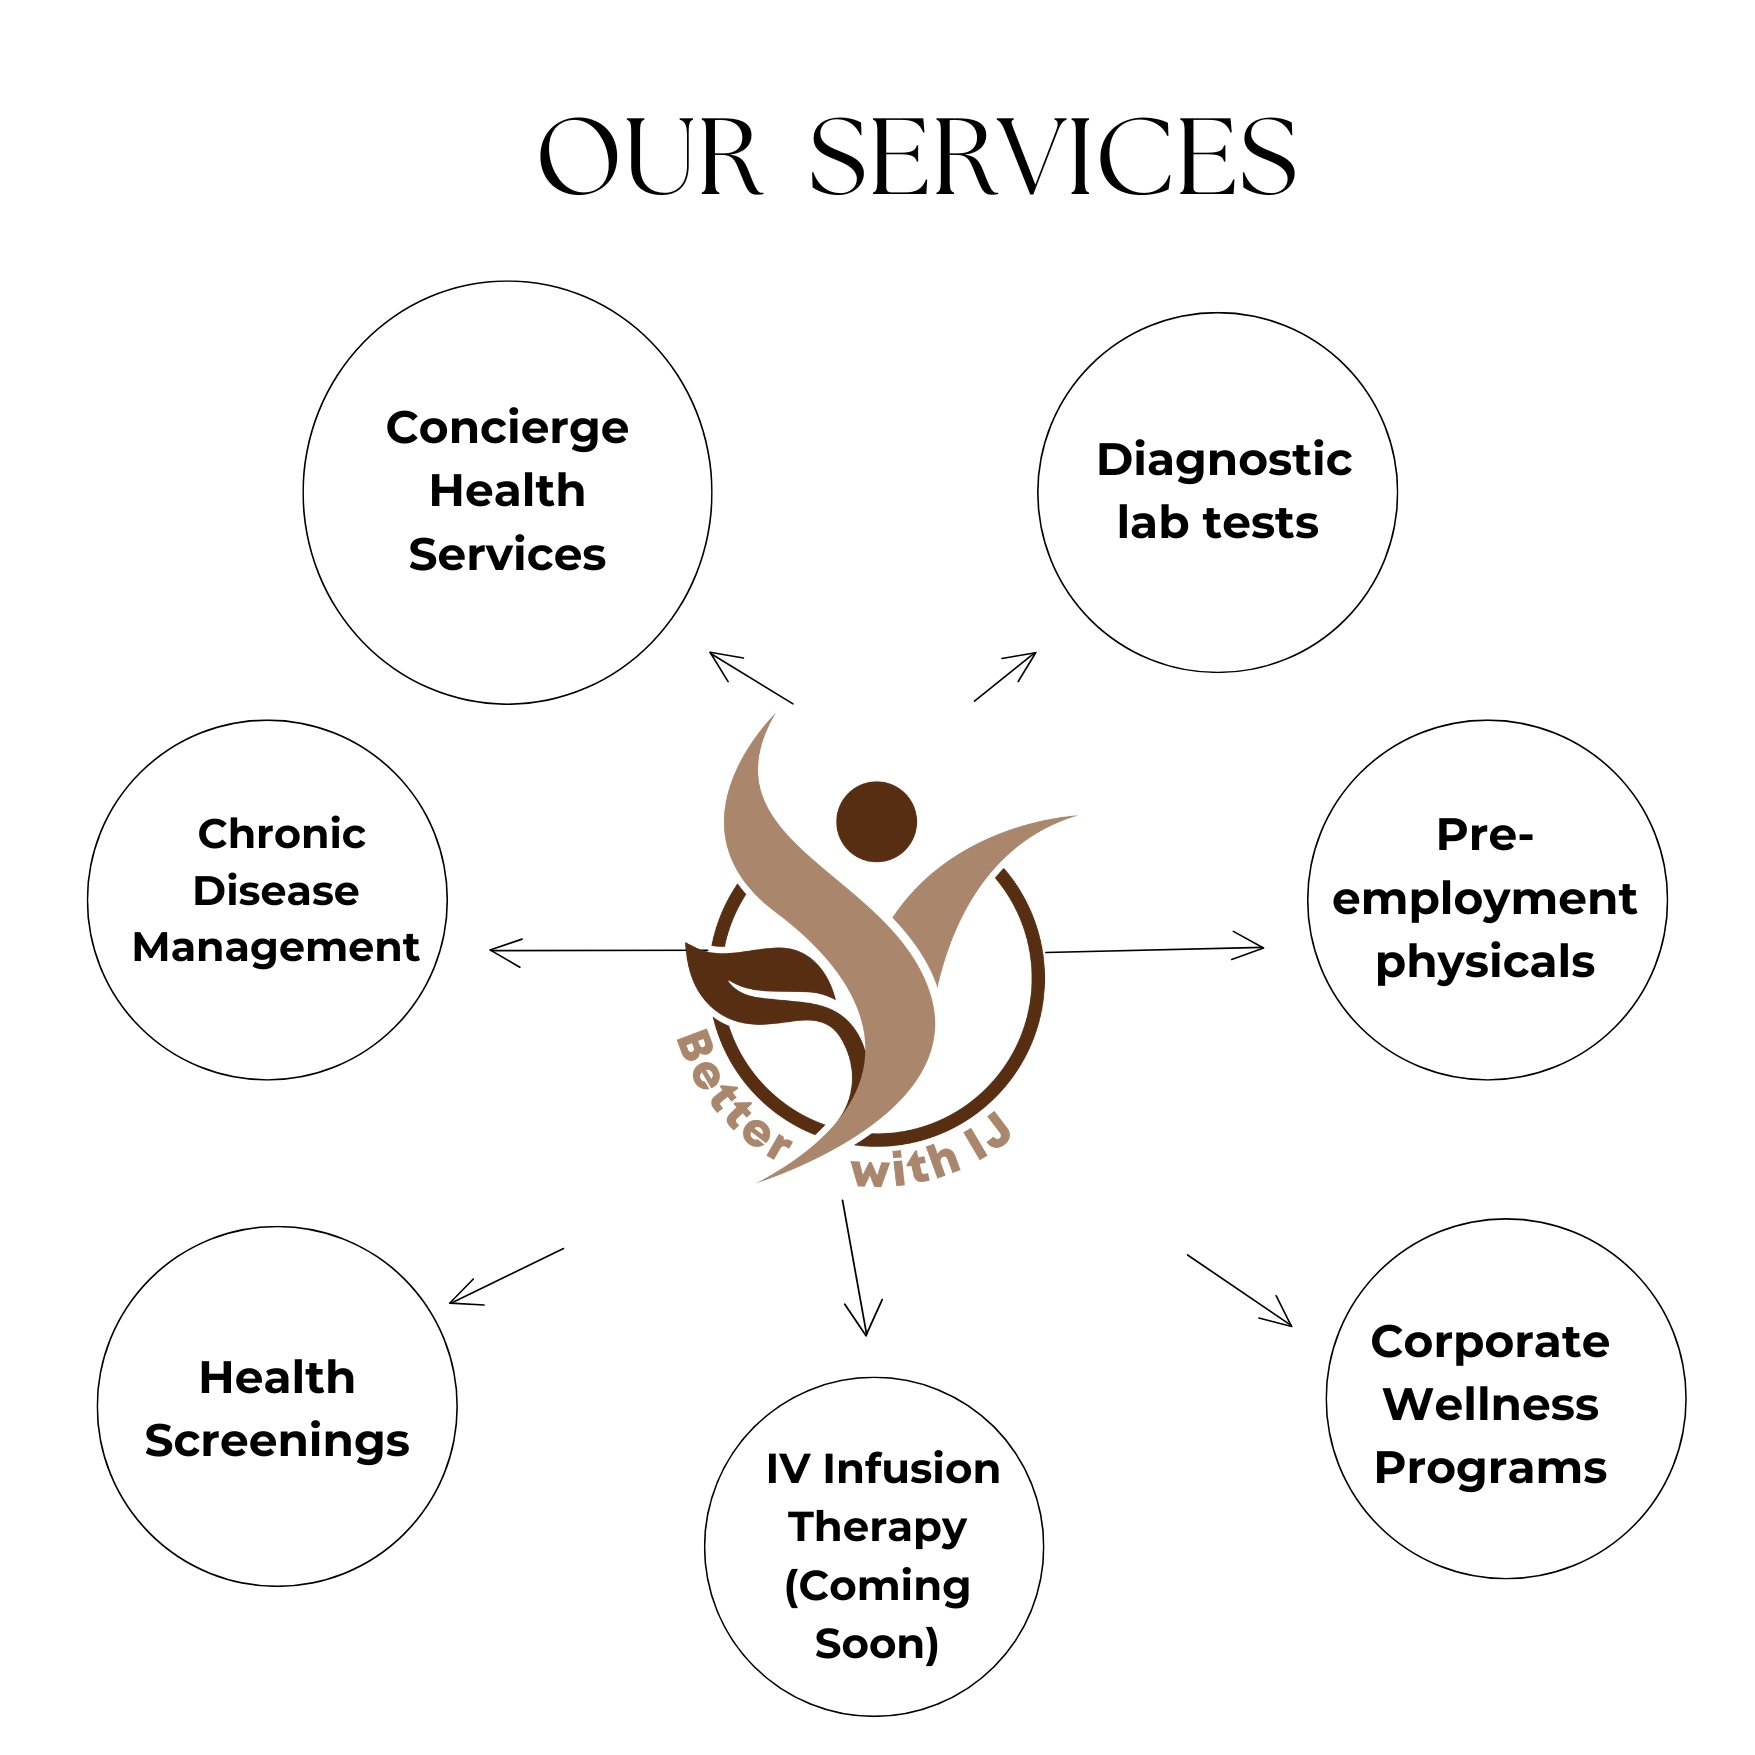 OUR SERVICES
Concierge
Health
Services
Diagnostic
lab tests
Chronic
Disease
Management
Pre-
employment
physicals
Better with IJ
Health
Screenings
IV Infusion
Therapy
(Coming
Soon)
Corporate
Wellness
Programs